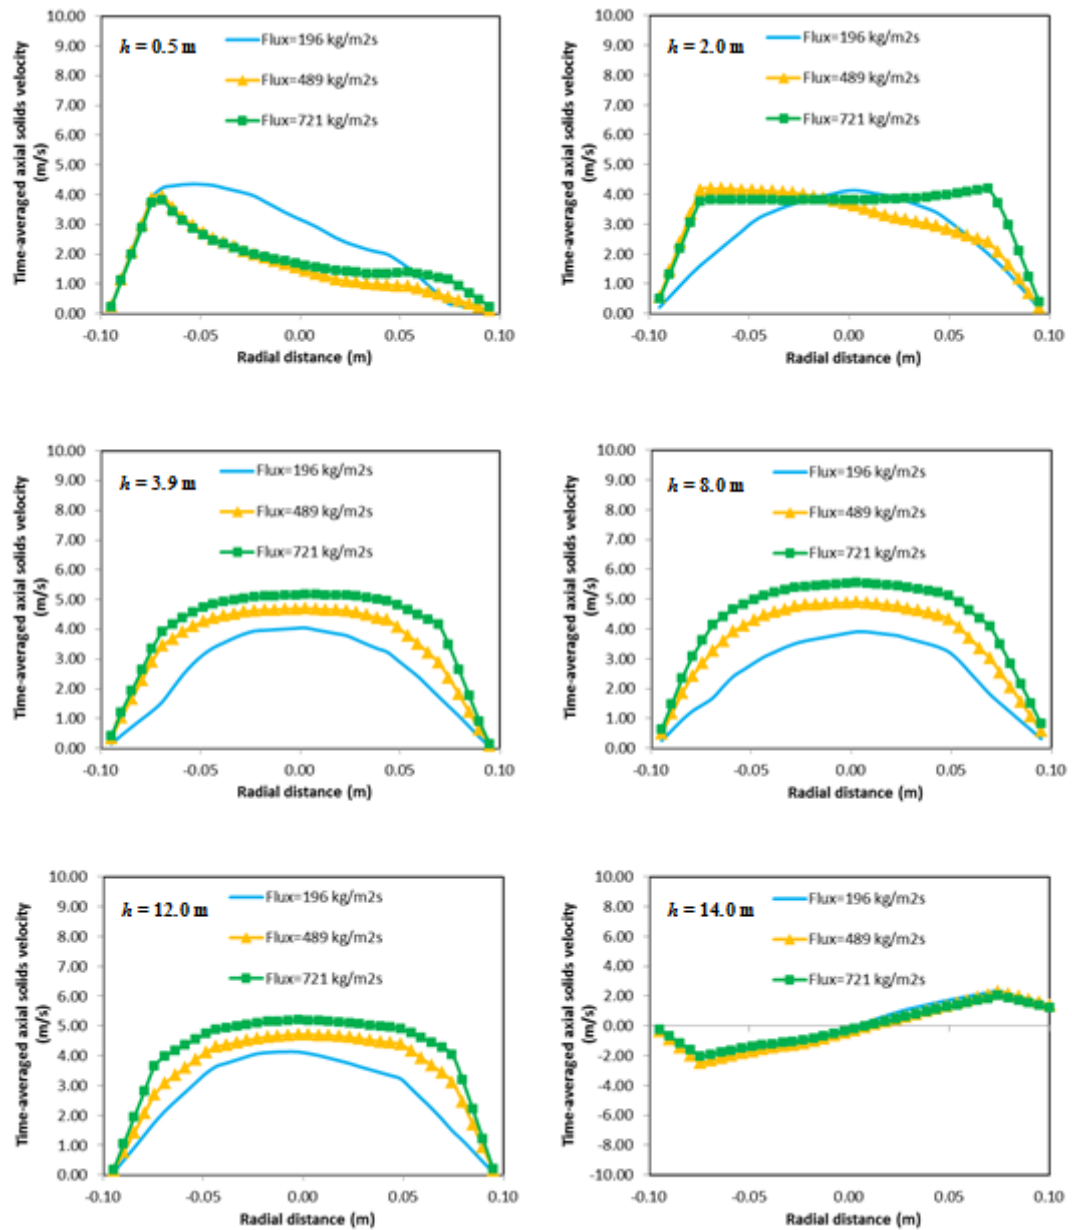 h = 0.5 m
Flux=196 kg/m2s
Flux=489 kg/m2s
Flux=721 kg/m2s
Time-averaged axial solids velocity
(m/s)
10.00
9.00
8.00
7.00
6.00
5.00
4.00
3.00
2.00
1.00
0.00
-0.10
-0.05
0.00
0.05
0.10
Radial distance (m)
h = 2.0 m
Flux=196 kg/m2s
Flux=489 kg/m2s
Flux=721 kg/m2s
Time-averaged axial solids velocity
(m/s)
10.00
9.00
8.00
7.00
6.00
5.00
4.00
3.00
2.00
1.00
0.00
-0.10
-0.05
0.00
0.05
0.10
Radial distance (m)
h = 3.9 m
Flux=196 kg/m2s
Flux=489 kg/m2s
Flux=721 kg/m2s
Time-averaged axial solids velocity
(m/s)
10.00
9.00
8.00
7.00
6.00
5.00
4.00
3.00
2.00
1.00
0.00
-0.10
-0.05
0.00
0.05
0.10
Radial distance (m)
h = 8.0 m
Flux=196 kg/m2s
Flux=489 kg/m2s
Flux=721 kg/m2s
Time-averaged axial solids velocity
(m/s)
10.00
9.00
8.00
7.00
6.00
5.00
4.00
3.00
2.00
1.00
0.00
-0.10
-0.05
0.00
0.05
0.10
Radial distance (m)
h = 12.0 m
Flux=196 kg/m2s
Flux=489 kg/m2s
Flux=721 kg/m2s
Time-averaged axial solids velocity
(m/s)
10.00
9.00
8.00
7.00
6.00
5.00
4.00
3.00
2.00
1.00
0.00
-0.10
-0.05
0.00
0.05
0.10
Radial distance (m)
h = 14.0 m
Flux=196 kg/m2s
Flux=489 kg/m2s
Flux=721 kg/m2s
Time-averaged axial solids velocity
(m/s)
10.00
8.00
6.00
4.00
2.00
0.00
-2.00
-4.00
-6.00
-8.00
-10.00
-0.10
-0.05
0.00
0.05
0.10
Radial distance (m)